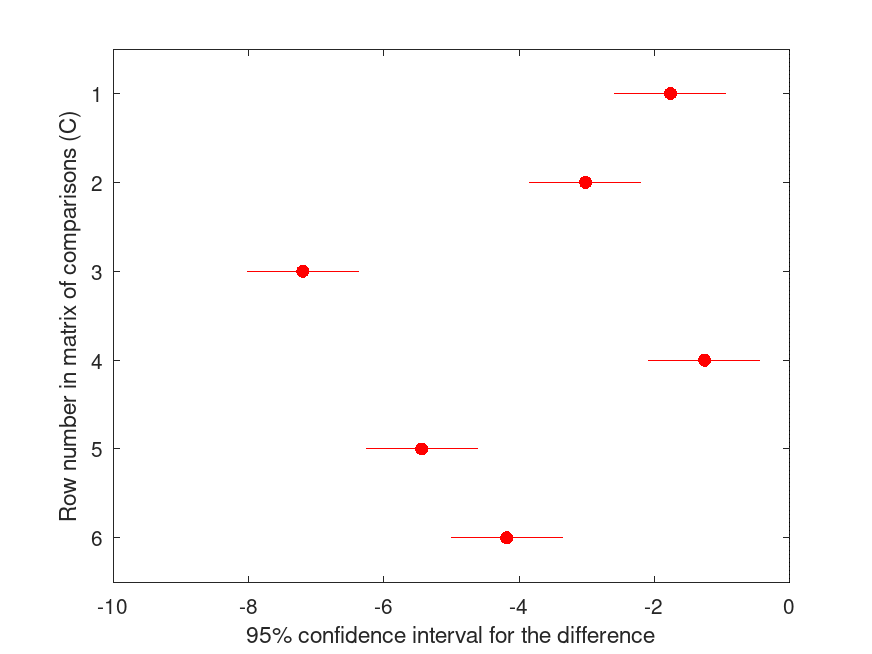 Row number in matrix of comparisons (C)
1
2
3
4
5
6
-10 -8 -6 -4 -2 0
95% confidence interval for the difference